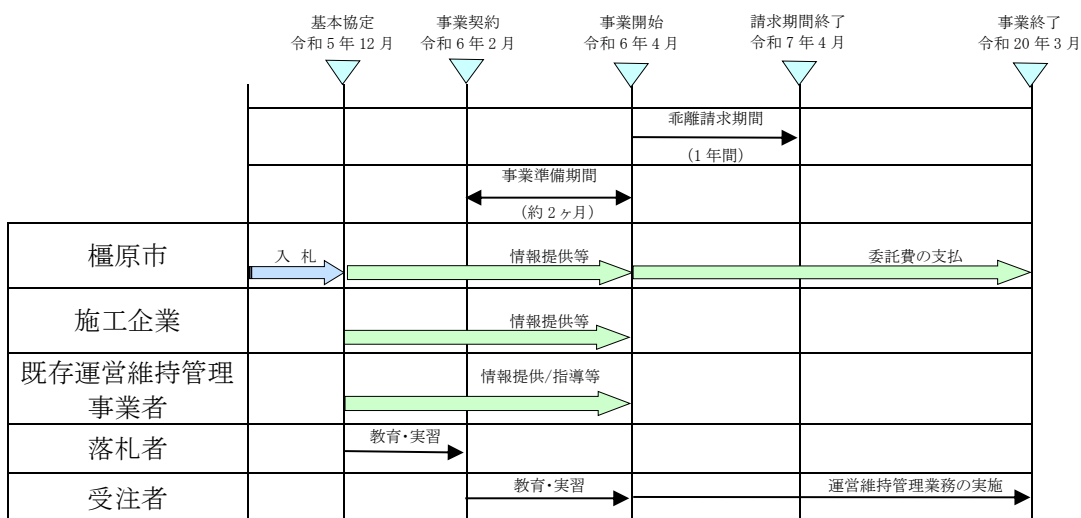 基本協定
令和5年12月
事業契約
令和6年2月
事業開始
令和6年4月
請求期間終了
令和7年4月
事業終了
令和20年3月
乖離請求期間
(1年間)
事業準備期間
(約2ヶ月)
橿原市
入 札
情報提供等
委託費の支払
施工企業
情報提供等
既存運営維持管理
事業者
情報提供/指導等
落札者
教育・実習
受注者
教育・実習
運営維持管理業務の実施